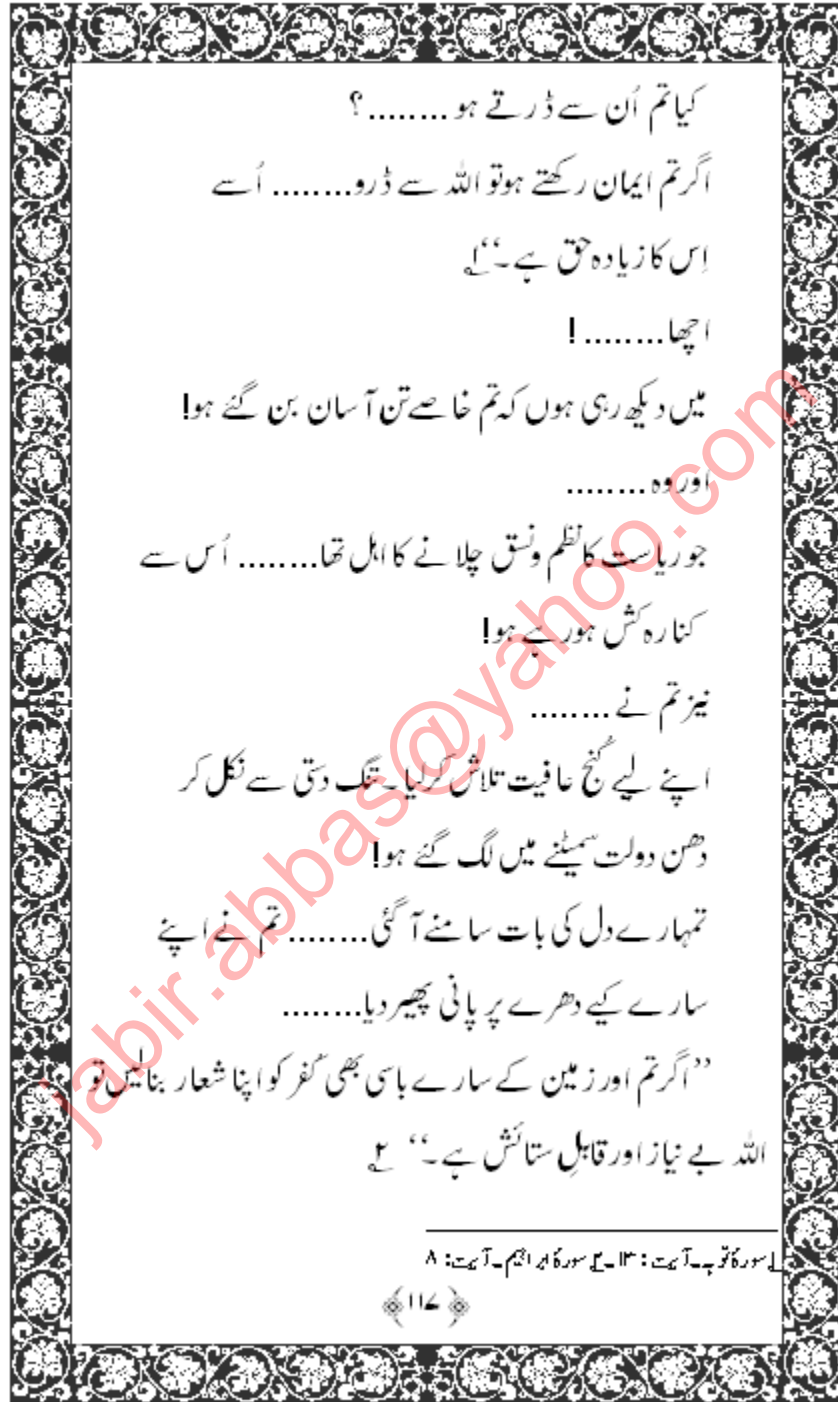 کیا تم اُن سے ڈرتے ہو ........ ؟
اگر تم ایمان رکھتے ہو تو اللہ سے ڈرو........ اُسے
اِس کا زیادہ حق ہے۔‘‘ ۱؎
اچھا........ !
میں دیکھ رہی ہوں کہ تم خاصے تن آسان بن گئے ہو!
اور وہ ........
جو ریاست کا نظم ونسق چلانے کا اہل تھا........ اُس سے
کنارہ کش ہو رہے ہو!
نیز تم نے ........
اپنے لیے کُنجِ عافیت تلاش کر لیا۔ تنگ دستی سے نکل کر
دھن دولت سمیٹنے میں لگ گئے ہو!
تمہارے دل کی بات سامنے آ گئی........ تم نے اپنے
سارے کیے دھرے پر پانی پھیر دیا........
’’اگر تم اور زمین کے سارے باسی بھی کُفر کو اپنا شعار بنا لیں تو
اللہ بے نیاز اور قابلِ ستائش ہے۔‘‘ ۲؎
۱؎ سورۂ توبہ۔ آیت : ۱۳ ۔ ۲؎ سورۂ ابراہیم۔ آیت: ۸
﴿۱۱۷﴾
jabir.abbas@yahoo.com